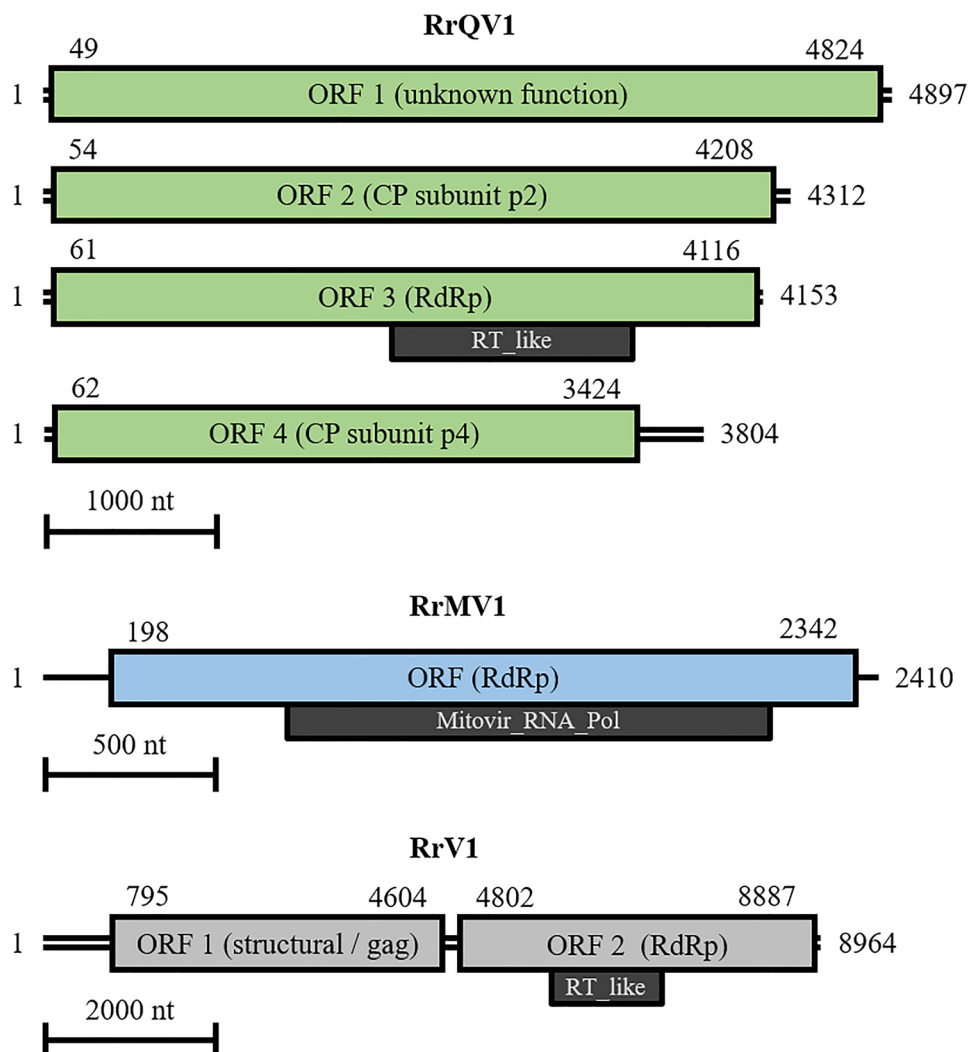 RrQV1
49 4824
1 ORF 1 (unknown function) 4897
54 4208
1 ORF 2 (CP subunit p2) 4312
61 4116
1 ORF 3 (RdRp) 4153
RT_like
62 3424
1 ORF 4 (CP subunit p4) 3804
1000 nt
RrMV1
198 2342
1 ORF (RdRp) 2410
Mitovir_RNA_Pol
500 nt
RrV1
795 4604 4802 8887
1 ORF 1 (structural / gag) ORF 2 (RdRp) 8964
RT_like
2000 nt